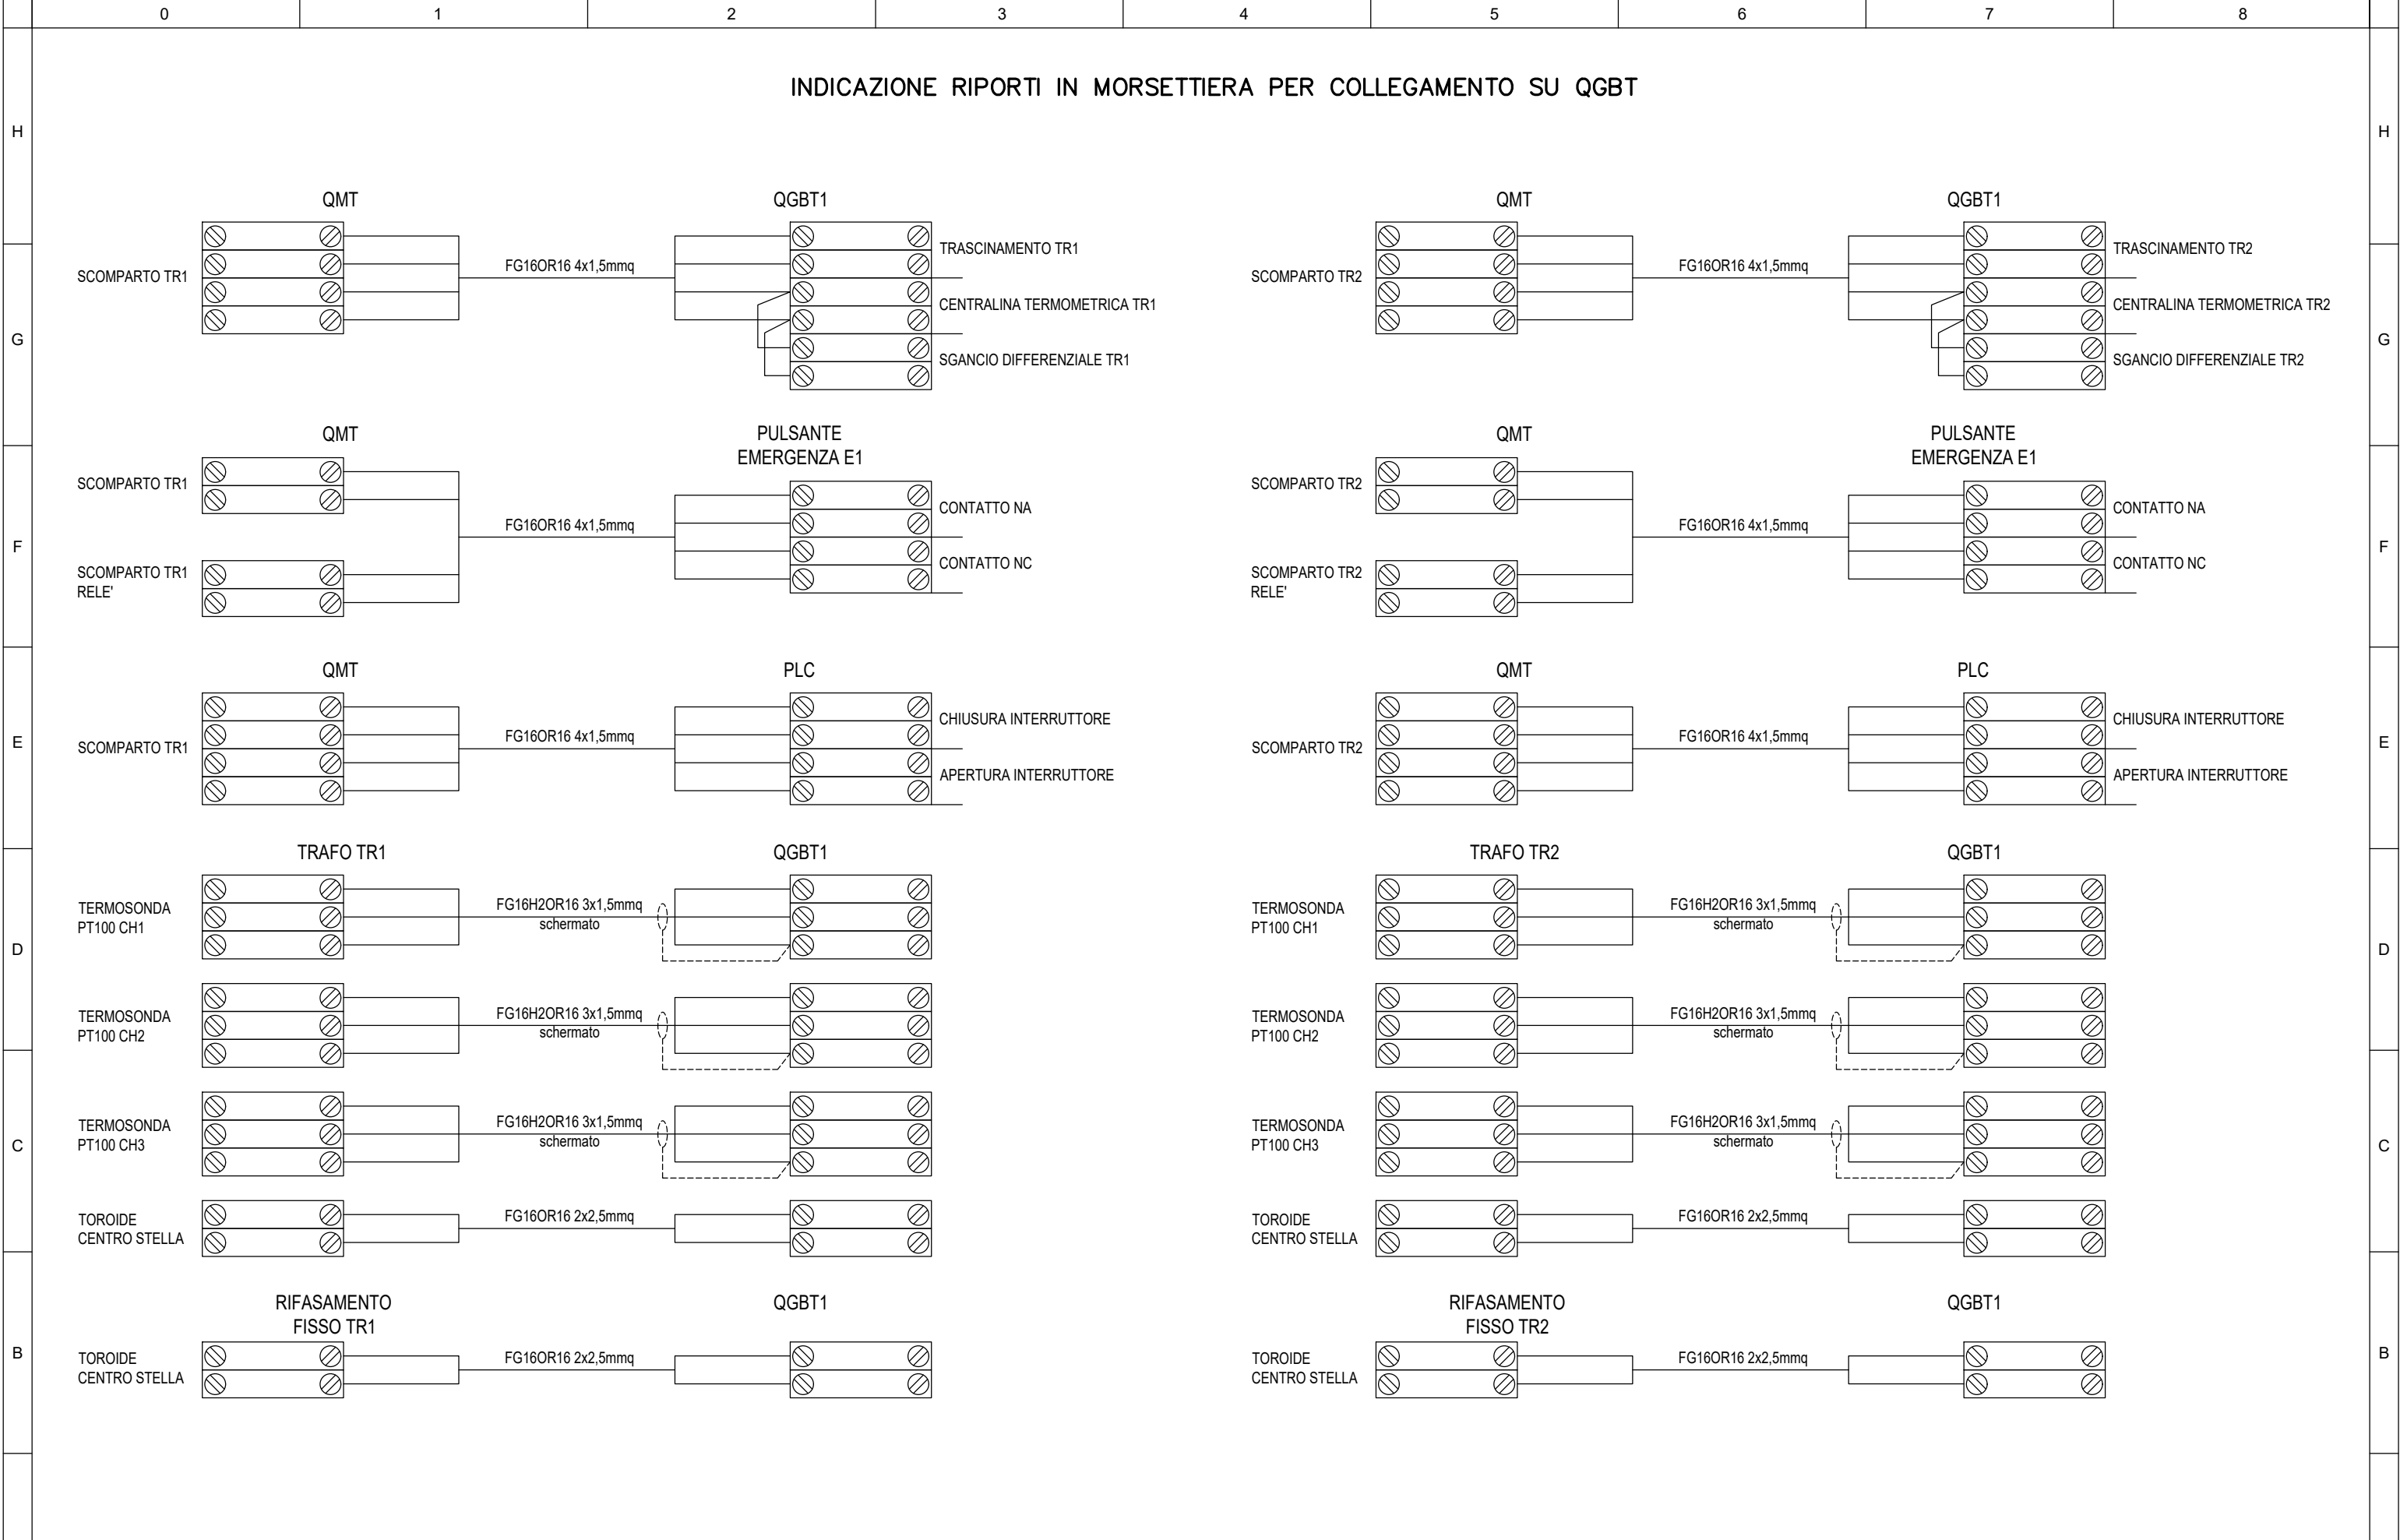 0 1 2 3 4 5 6 7 8
INDICAZIONE RIPORTI IN MORSETTIERA PER COLLEGAMENTO SU QGBT
H H
QMT QGBT1
SCOMPARTO TR1
FG16OR16 4x1,5mmq
TRASCINAMENTO TR1
CENTRALINA TERMOMETRICA TR1
SGANCIO DIFFERENZIALE TR1
QMT QGBT1
SCOMPARTO TR2
FG16OR16 4x1,5mmq
TRASCINAMENTO TR2
CENTRALINA TERMOMETRICA TR2
SGANCIO DIFFERENZIALE TR2
G G
QMT
PULSANTE
EMERGENZA E1
SCOMPARTO TR1
SCOMPARTO TR1
RELE'
FG16OR16 4x1,5mmq
CONTATTO NA
CONTATTO NC
QMT
PULSANTE
EMERGENZA E1
SCOMPARTO TR2
SCOMPARTO TR2
RELE'
FG16OR16 4x1,5mmq
CONTATTO NA
CONTATTO NC
F F
QMT PLC
SCOMPARTO TR1
FG16OR16 4x1,5mmq
CHIUSURA INTERRUTTORE
APERTURA INTERRUTTORE
QMT PLC
SCOMPARTO TR2
FG16OR16 4x1,5mmq
CHIUSURA INTERRUTTORE
APERTURA INTERRUTTORE
E E
TRAFO TR1 QGBT1
TERMOSONDA
PT100 CH1
FG16H2OR16 3x1,5mmq
schermato
TERMOSONDA
PT100 CH2
FG16H2OR16 3x1,5mmq
schermato
TERMOSONDA
PT100 CH3
FG16H2OR16 3x1,5mmq
schermato
TOROIDE
CENTRO STELLA
FG16OR16 2x2,5mmq
TRAFO TR2 QGBT1
TERMOSONDA
PT100 CH1
FG16H2OR16 3x1,5mmq
schermato
TERMOSONDA
PT100 CH2
FG16H2OR16 3x1,5mmq
schermato
TERMOSONDA
PT100 CH3
FG16H2OR16 3x1,5mmq
schermato
TOROIDE
CENTRO STELLA
FG16OR16 2x2,5mmq
D D
C C
RIFASAMENTO
FISSO TR1
QGBT1
TOROIDE
CENTRO STELLA
FG16OR16 2x2,5mmq
RIFASAMENTO
FISSO TR2
QGBT1
TOROIDE
CENTRO STELLA
FG16OR16 2x2,5mmq
B B